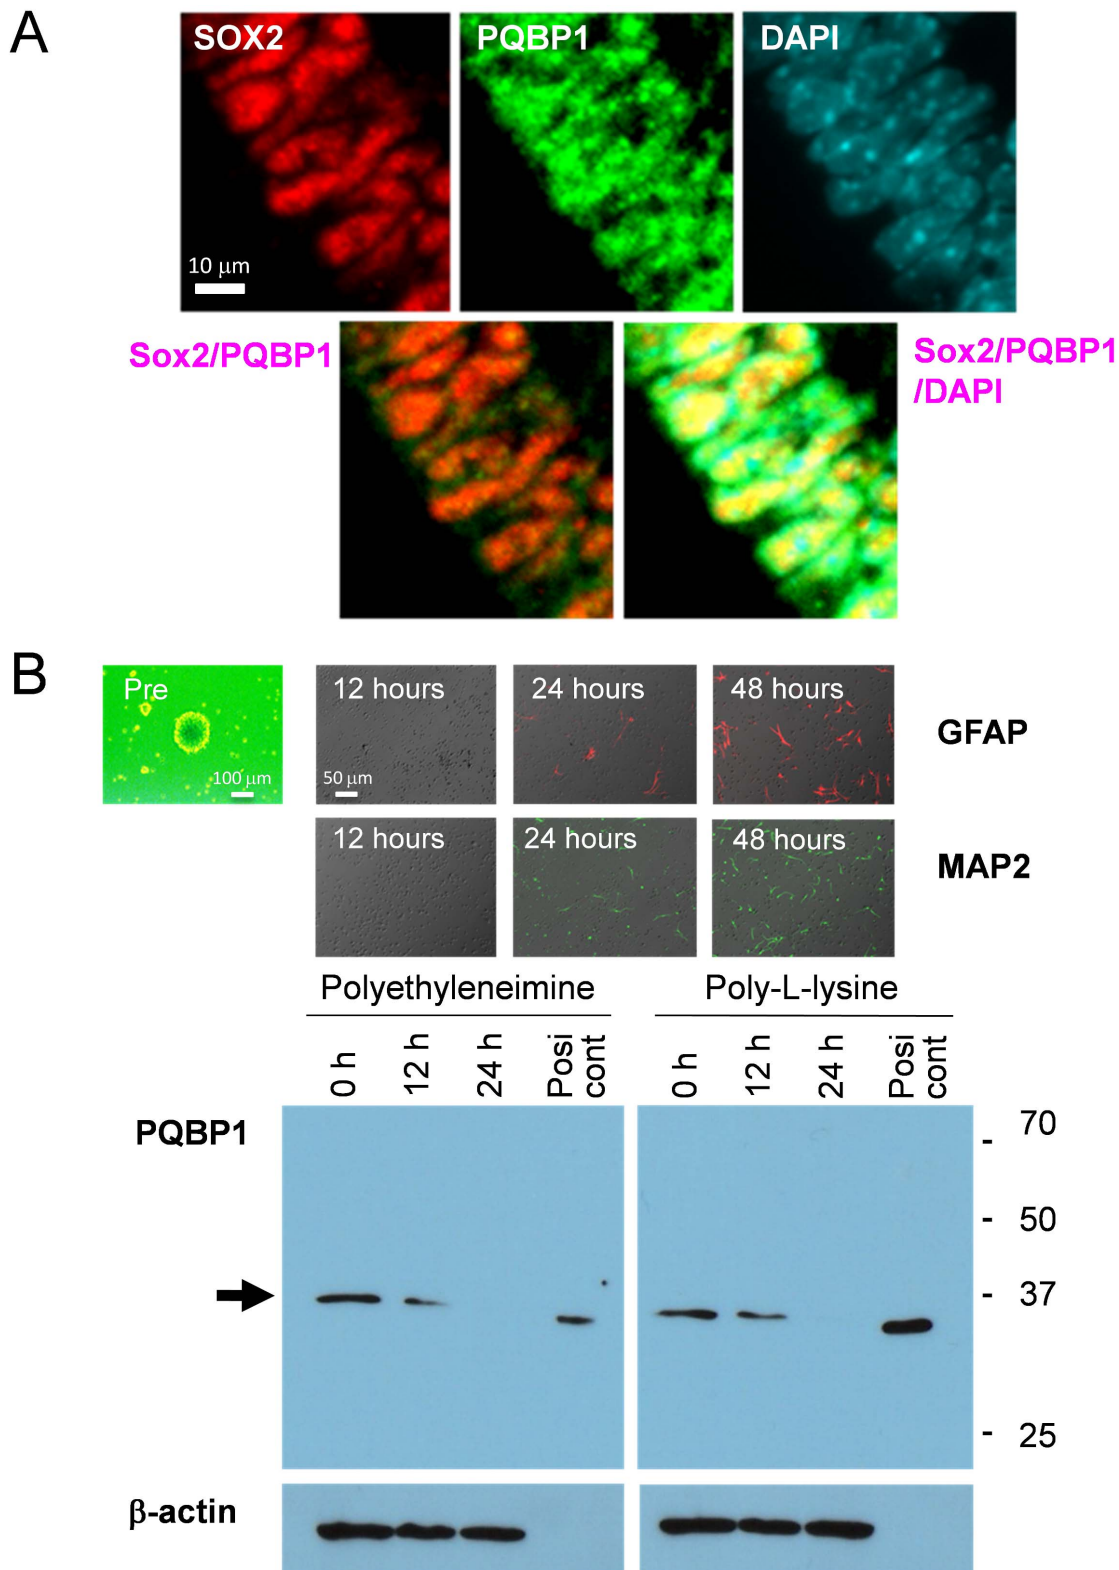 A
SOX2
PQBP1
DAPI
10 μm
Sox2/PQBP1
Sox2/PQBP1
/DAPI
B
Pre
100 μm
12 hours
50 μm
24 hours
48 hours
GFAP
12 hours
24 hours
48 hours
MAP2
Polyethyleneimine
Poly-L-lysine
0 h
12 h
24 h
Posi
cont
0 h
12 h
24 h
Posi
cont
PQBP1
- 70
- 50
- 37
- 25
β-actin